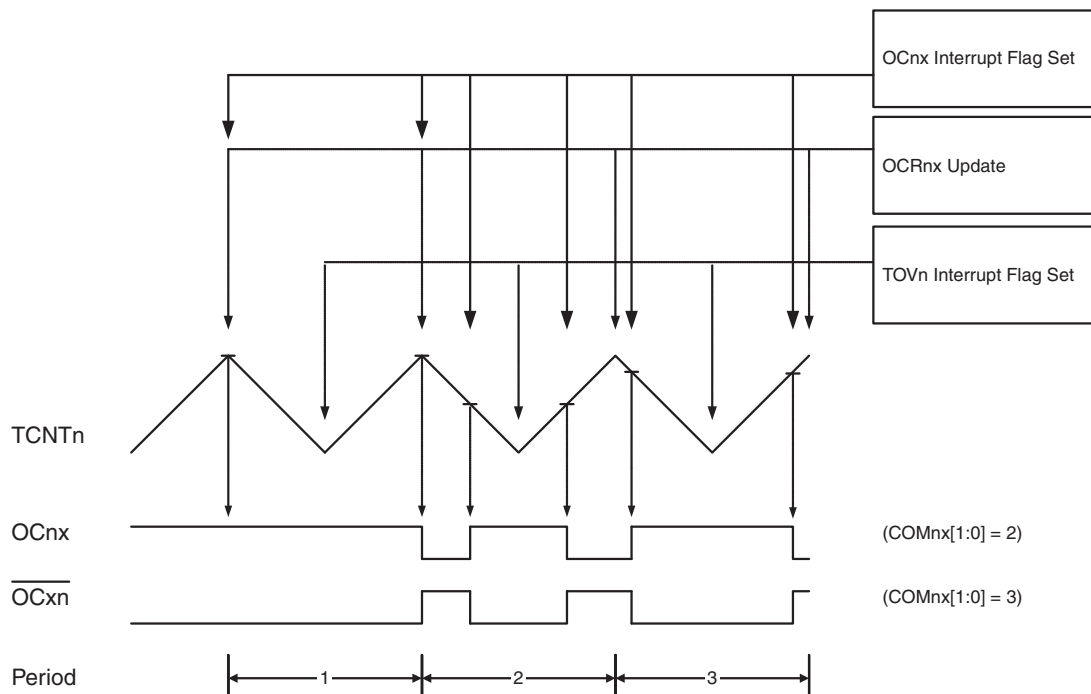 OCnx Interrupt Flag Set
OCRnx Update
TOVn Interrupt Flag Set
TCNTn
OCnx
(COMnx[1:0] = 2)
OCxn
(COMnx[1:0] = 3)
Period
1
2
3